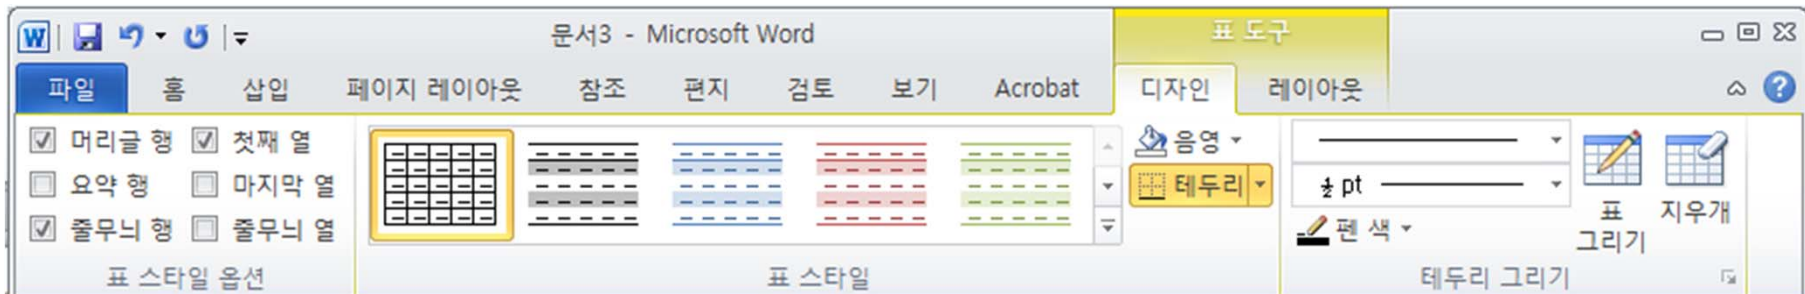 문서3 - Microsoft Word
표 도구
파일 홈 삽입 페이지 레이아웃 참조 편지 검토 보기 Acrobat 디자인 레이아웃
머리글 행 첫째 열
요약 행 마지막 열
줄무늬 행 줄무늬 열
표 스타일 옵션
표 스타일
음영
테두리
½ pt
펜 색
표 그리기
지우개
테두리 그리기